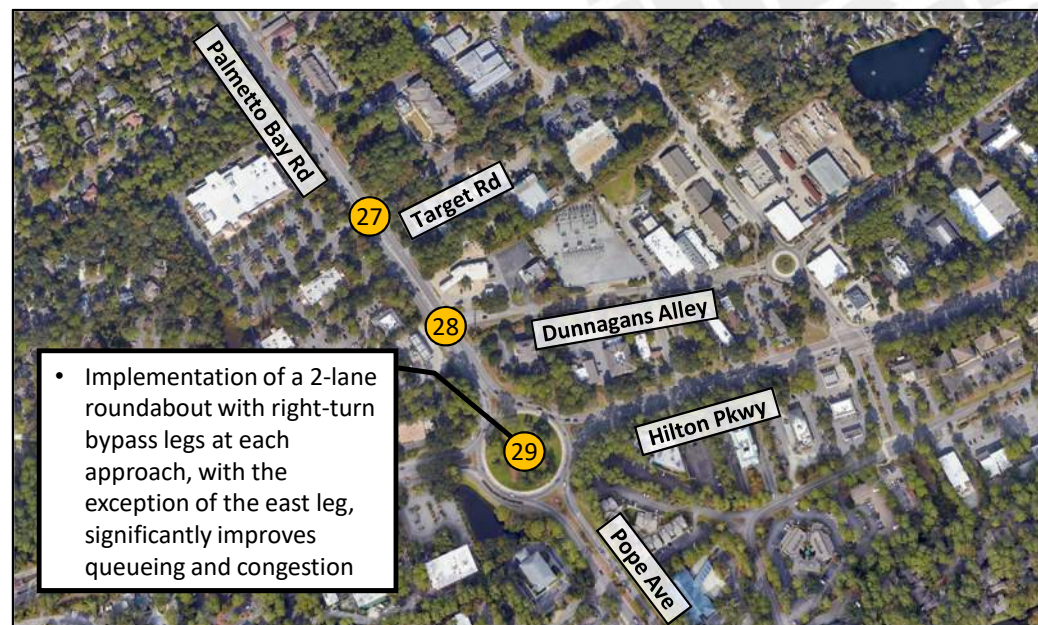 Palmetto Bay Rd
27
Target Rd
28
Dunnagans Alley
• Implementation of a 2-lane
roundabout with right-turn
bypass legs at each
approach, with the
exception of the east leg,
significantly improves
queueing and congestion
29
Hilton Pkwy
Pope Ave